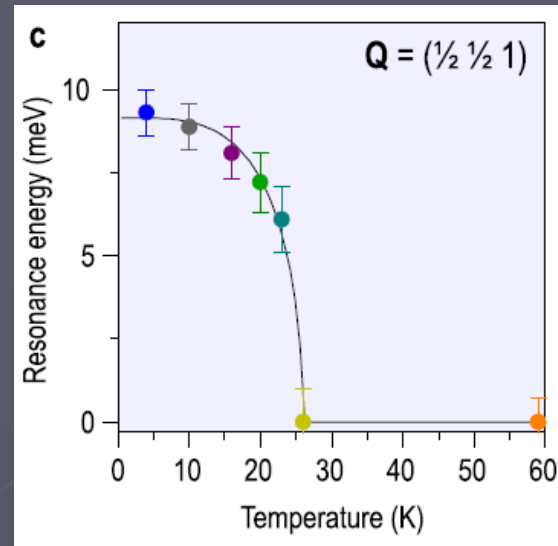 c
Q = (½ ½ 1)
10
5
0
Resonance energy (meV)
0 10 20 30 40 50 60
Temperature (K)